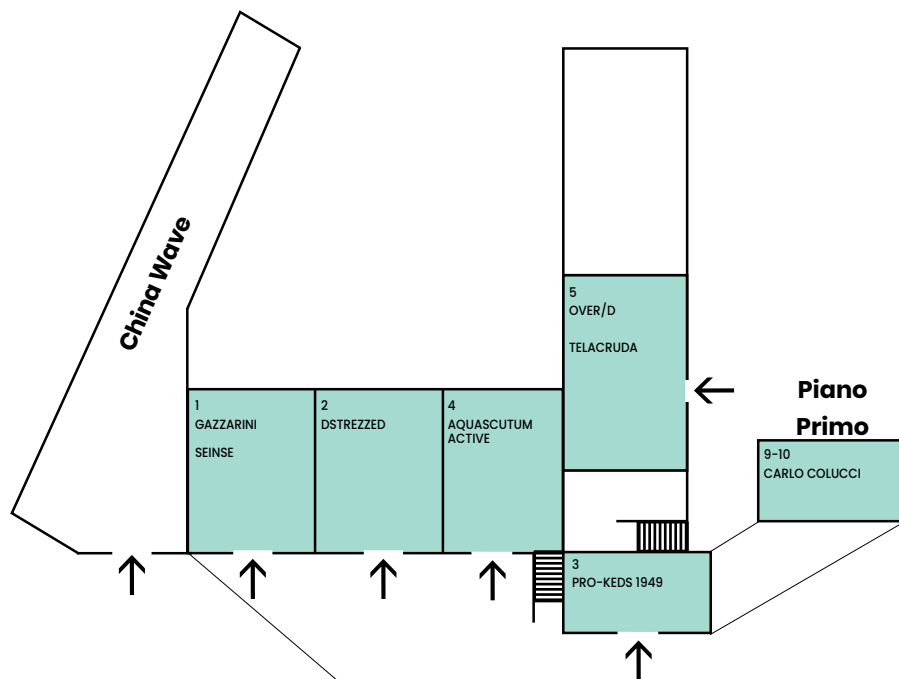 China Wave
1
GAZZARINI
SEINSE
2
DSTREZZED
4
AQUASCUTUM
ACTIVE
5
OVER/D
TELACRUDA
3
PRO-KEDS 1949
Piano
Primo
9-10
CARLO COLUCCI